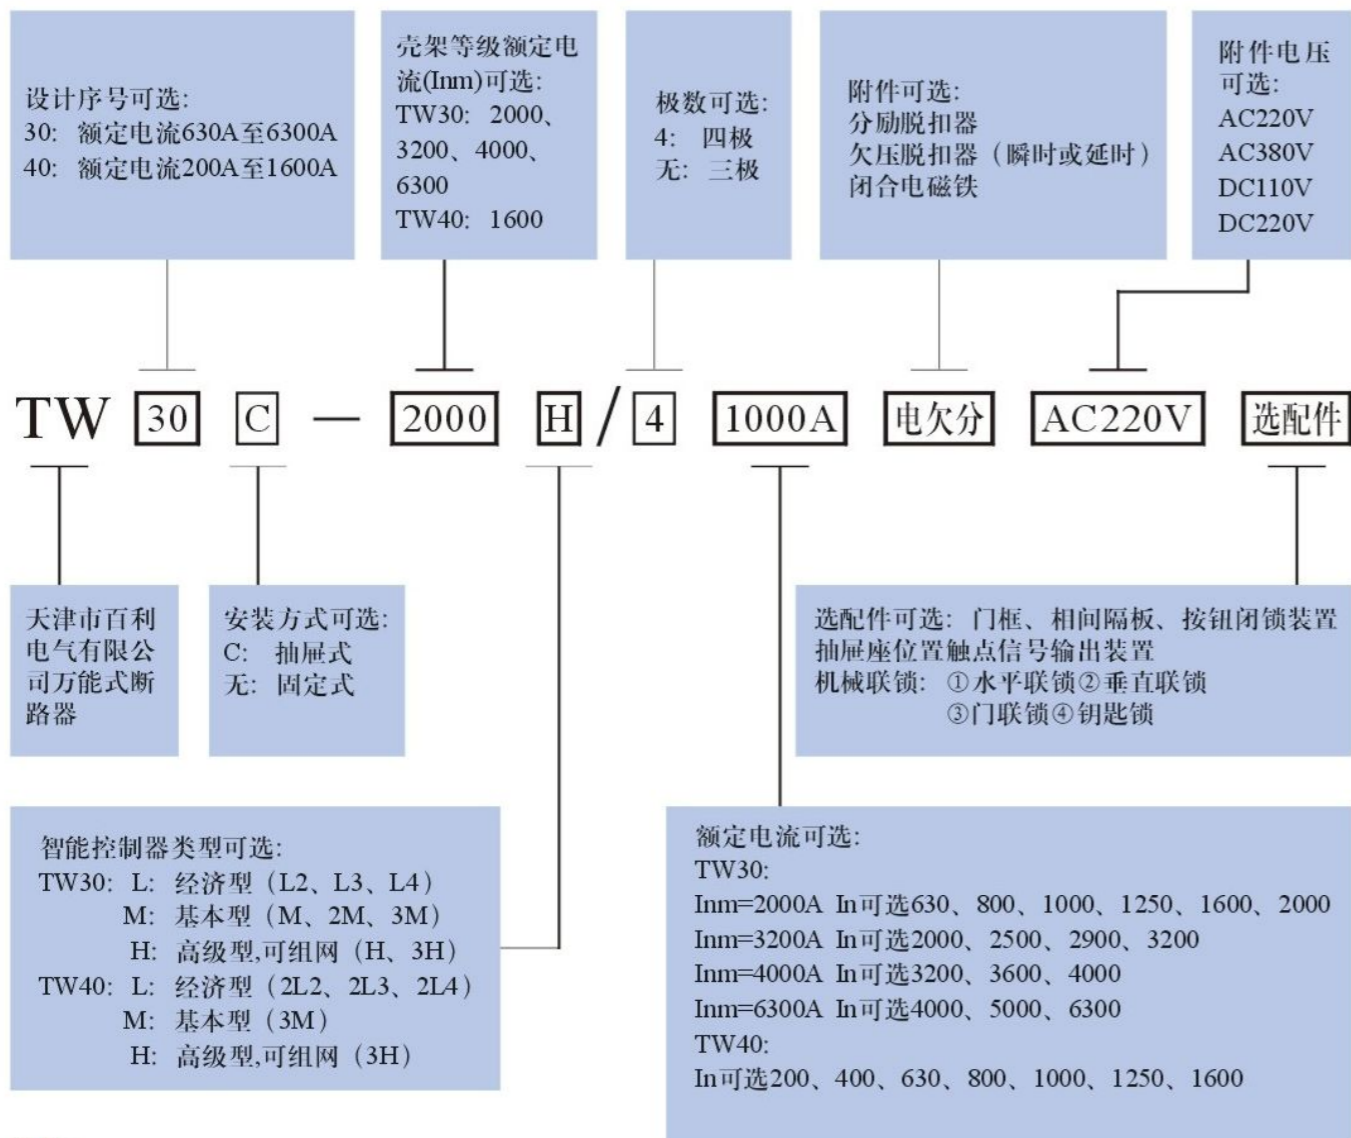 设计序号可选:
30: 额定电流630A至6300A
40: 额定电流200A至1600A
壳架等级额定电
流(Inm)可选:
TW30: 2000、
3200、4000、
6300
TW40: 1600
极数可选:
4: 四极
无: 三极
附件可选:
分励脱扣器
欠压脱扣器（瞬时或延时）
闭合电磁铁
附件电压
可选:
AC220V
AC380V
DC110V
DC220V
TW 30 C — 2000 H / 4 1000A 电欠分 AC220V 选配件
天津市百利
电气有限公
司万能式断
路器
安装方式可选:
C: 抽屉式
无: 固定式
选配件可选: 门框、相间隔板、按钮闭锁装置
抽屉座位置触点信号输出装置
机械联锁: ①水平联锁②垂直联锁
③门联锁④钥匙锁
智能控制器类型可选:
TW30: L: 经济型（L2、L3、L4）
M: 基本型（M、2M、3M）
H: 高级型,可组网（H、3H）
TW40: L: 经济型（2L2、2L3、2L4）
M: 基本型（3M）
H: 高级型,可组网（3H）
额定电流可选:
TW30:
Inm=2000A In可选630、800、1000、1250、1600、2000
Inm=3200A In可选2000、2500、2900、3200
Inm=4000A In可选3200、3600、4000
Inm=6300A In可选4000、5000、6300
TW40:
In可选200、400、630、800、1000、1250、1600